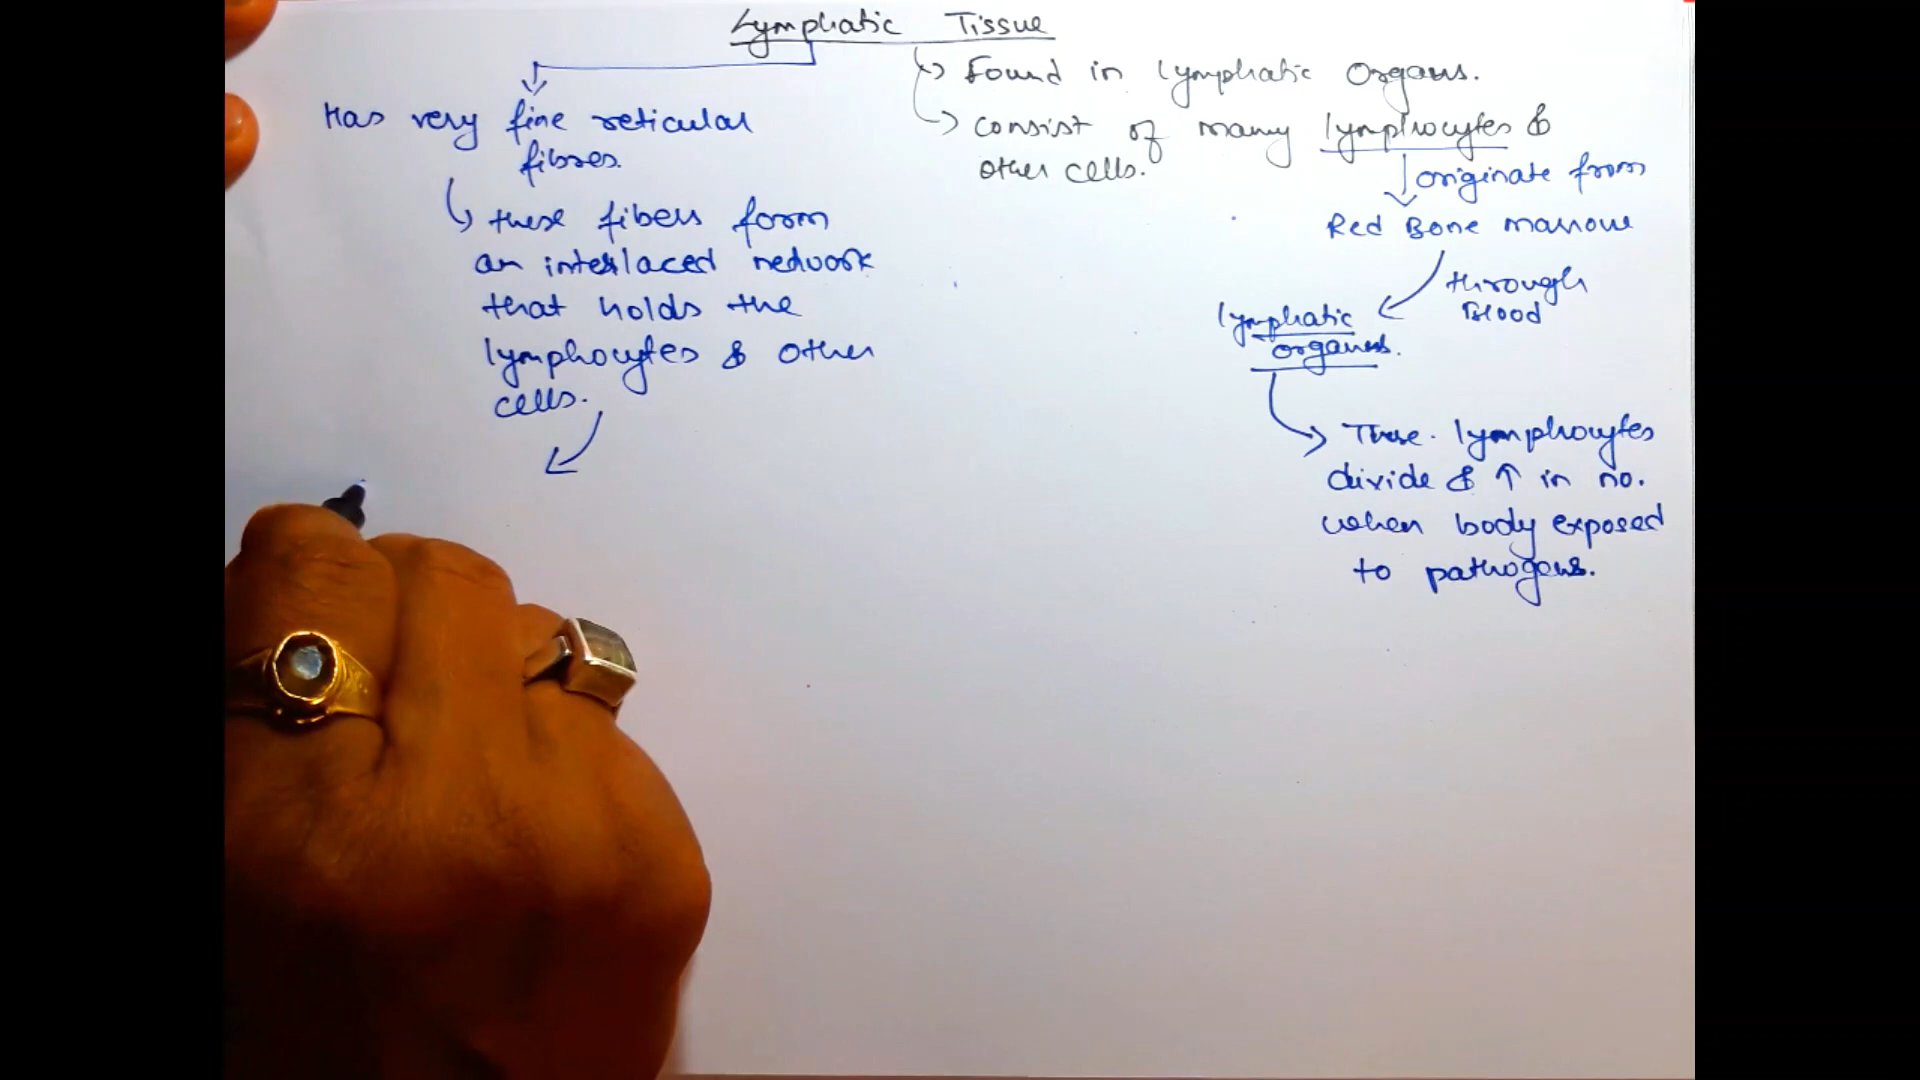 Lymphatic Tissue
Has very fine reticular
fibres.
these fibers form
an interlaced network
that holds the
lymphocytes & other
cells.
Found in lymphatic organs.
consist of many lymphocytes &
other cells.
originate from
Red Bone marrow
through
Blood
lymphatic
organs.
These lymphocytes
divide & ↑ in no.
when body exposed
to pathogens.